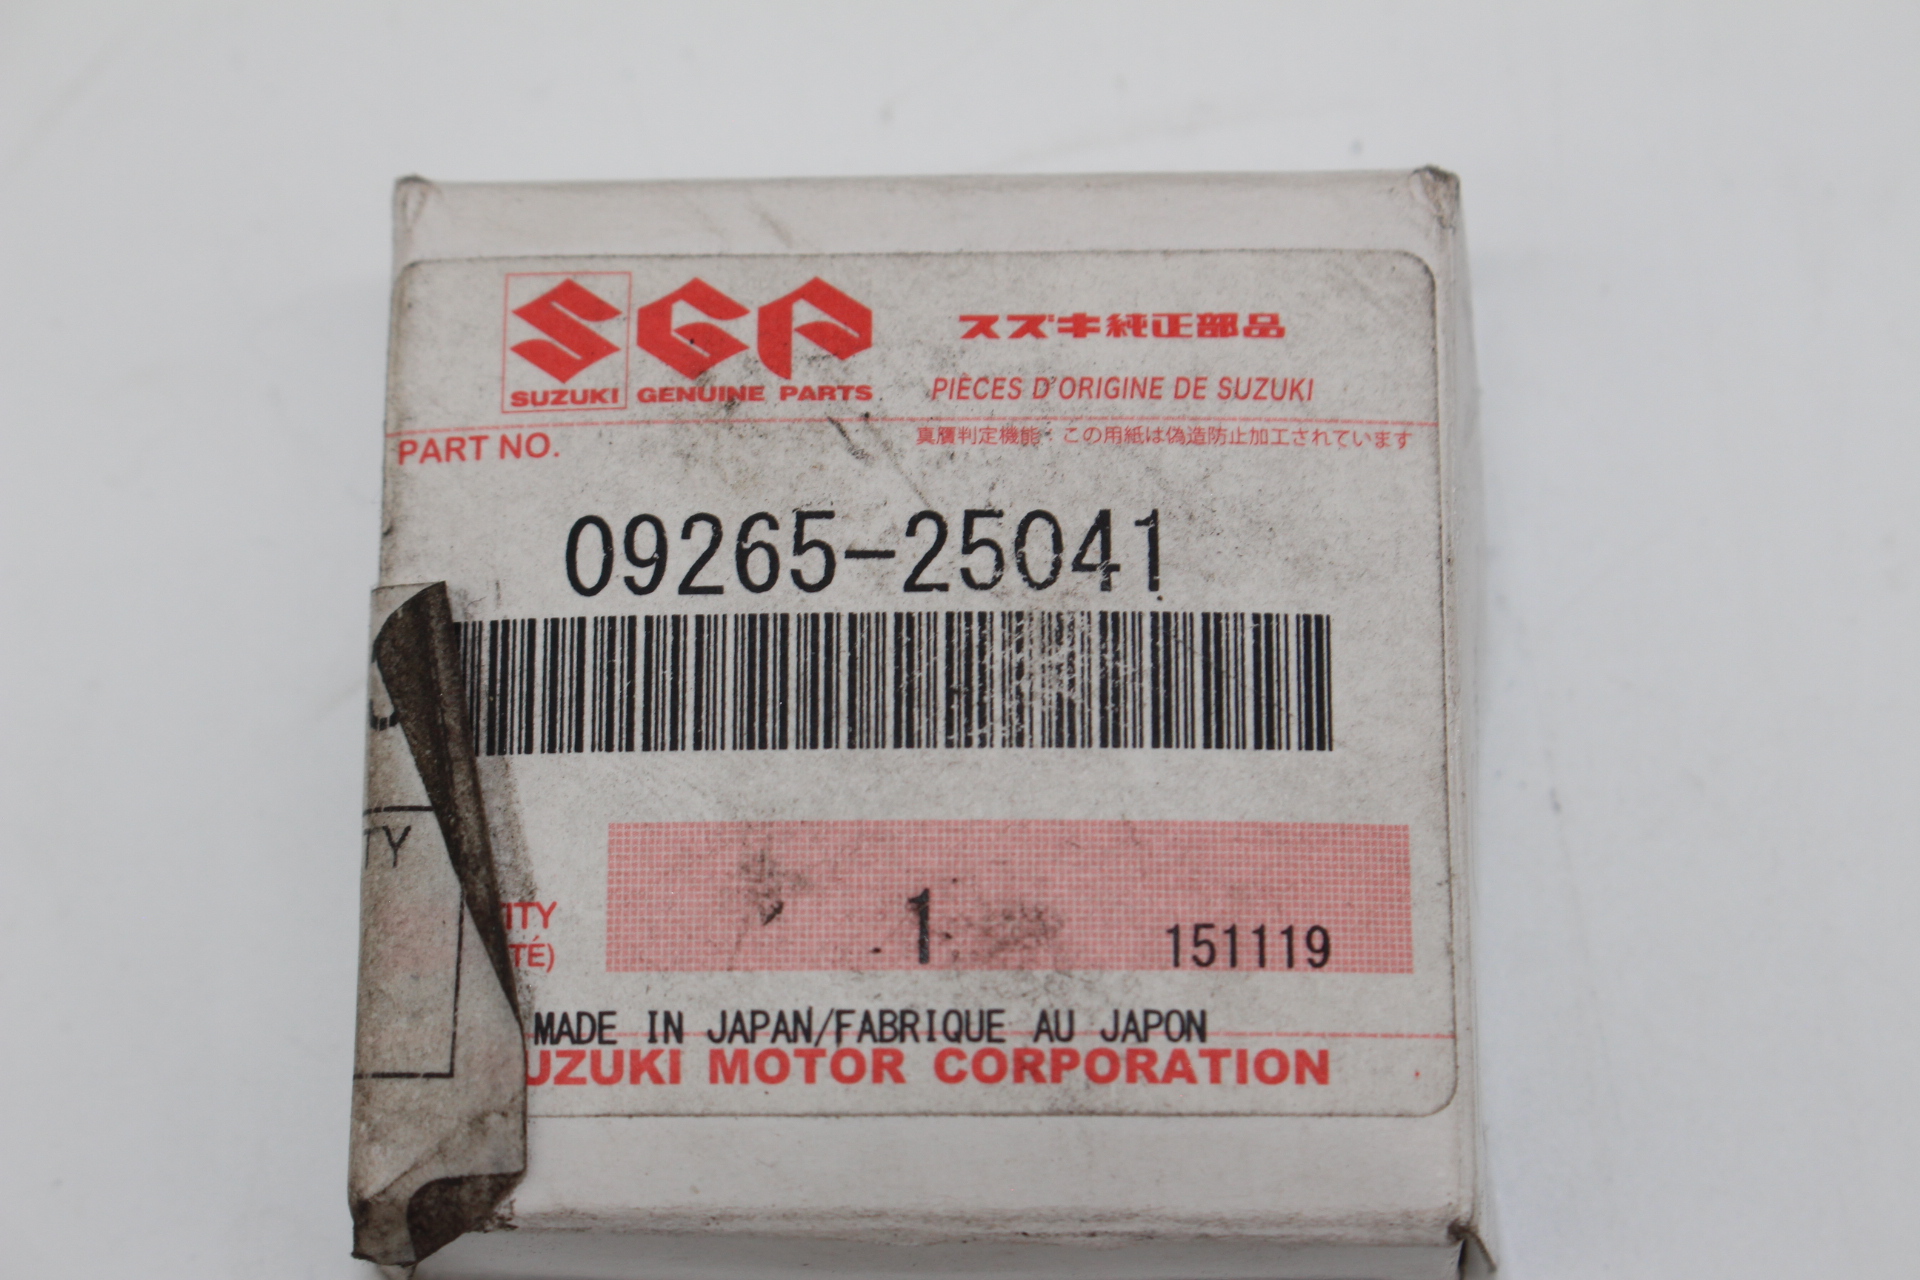 SGP
SUZUKI GENUINE PARTS
スズキ純正部品
PIÈCES D'ORIGINE DE SUZUKI
PART NO.
真贋判定機能：この用紙は偽造防止加工されています
09265-25041
TY
ITY
TÉ)
1
151119
MADE IN JAPAN/FABRIQUE AU JAPON
UZUKI MOTOR CORPORATION